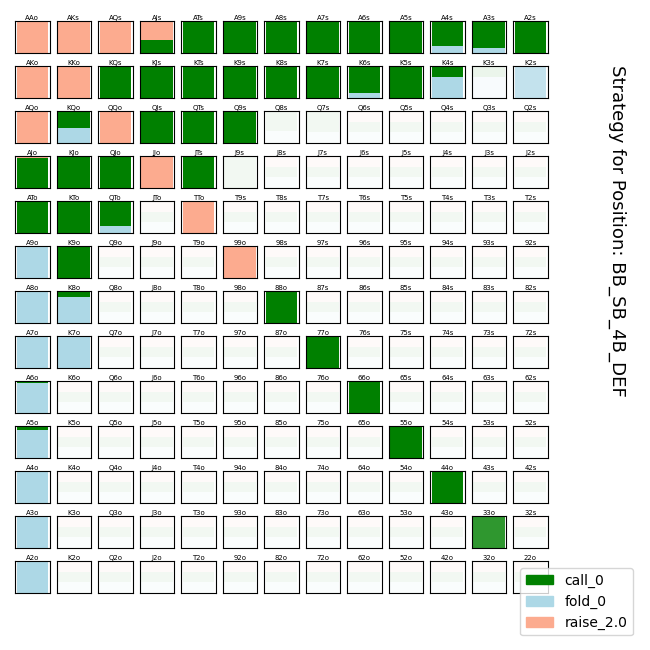 AAo AKs AQs AJs ATs A9s A8s A7s A6s A5s A4s A3s A2s
AKo KKo KQs KJs KTs K9s K8s K7s K6s K5s K4s K3s K2s
AQo KQo QQo QJs QTs Q9s Q8s Q7s Q6s Q5s Q4s Q3s Q2s
AJo KJo QJo JJo JTs J9s J8s J7s J6s J5s J4s J3s J2s
ATo KTo QTo JTo TTo T9s T8s T7s T6s T5s T4s T3s T2s
A9o K9o Q9o J9o T9o 99o 98s 97s 96s 95s 94s 93s 92s
A8o K8o Q8o J8o T8o 98o 88o 87s 86s 85s 84s 83s 82s
A7o K7o Q7o J7o T7o 97o 87o 77o 76s 75s 74s 73s 72s
A6o K6o Q6o J6o T6o 96o 86o 76o 66o 65s 64s 63s 62s
A5o K5o Q5o J5o T5o 95o 85o 75o 65o 55o 54s 53s 52s
A4o K4o Q4o J4o T4o 94o 84o 74o 64o 54o 44o 43s 42s
A3o K3o Q3o J3o T3o 93o 83o 73o 63o 53o 43o 33o 32s
A2o K2o Q2o J2o T2o 92o 82o 72o 62o 52o 42o 32o 22o
Strategy for Position: BB_SB_4B_DEF
call_0
fold_0
raise_2.0